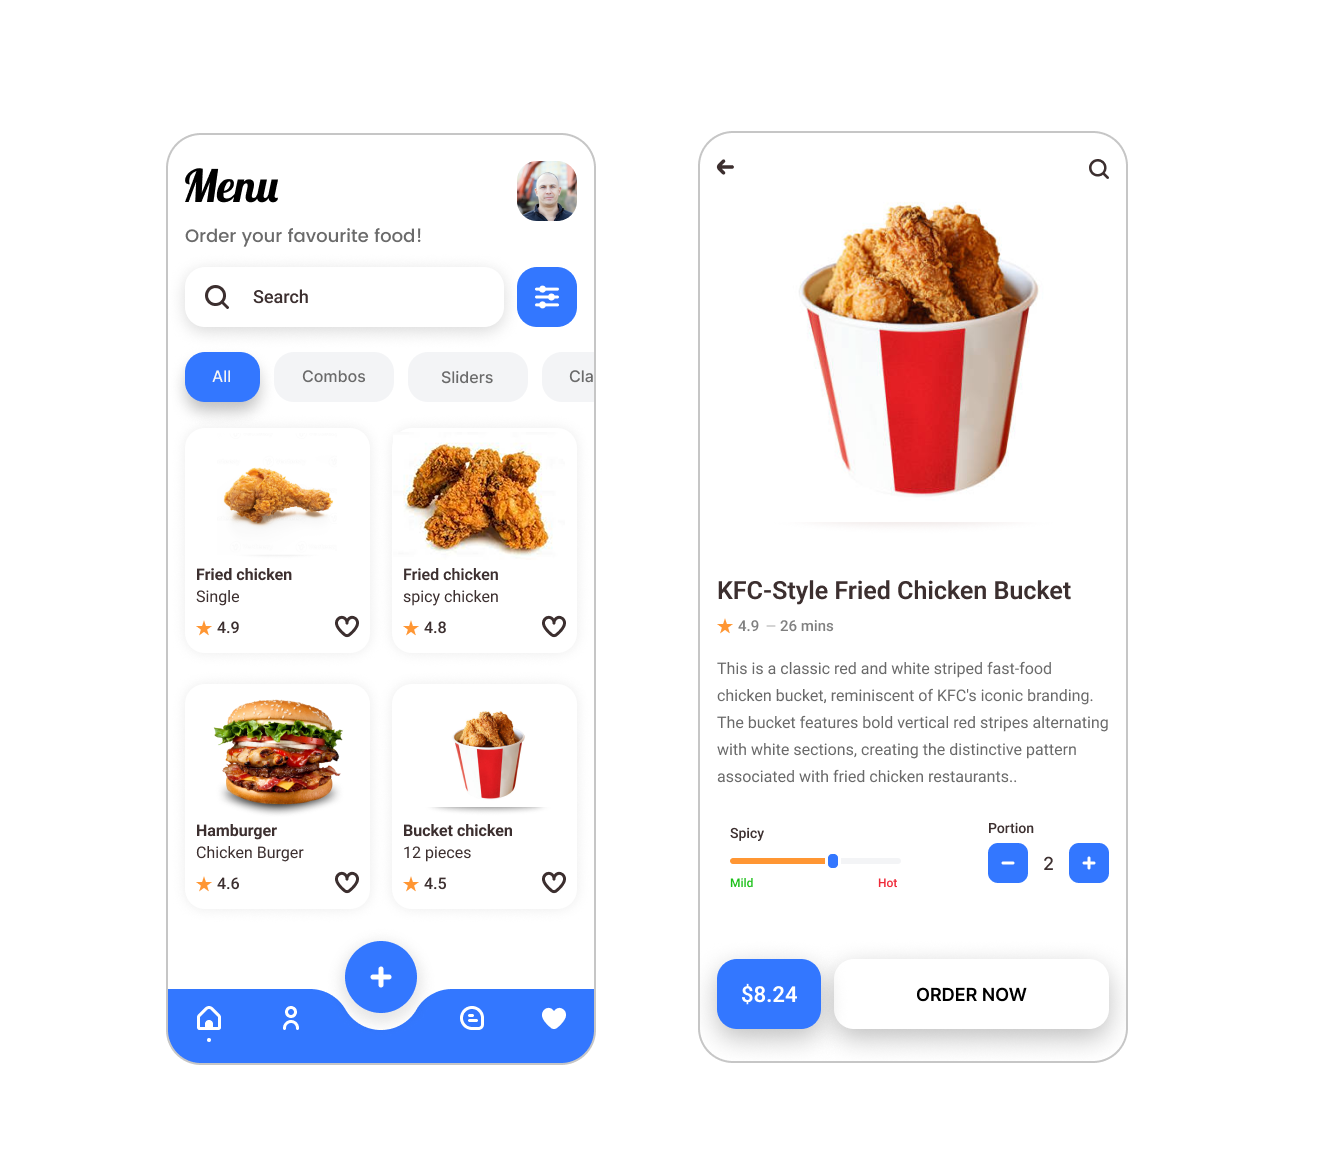 Menu
Order your favourite food!
Search
All
Combos
Sliders
Cla
Fried chicken
Single
4.9
Fried chicken
spicy chicken
4.8
Hamburger
Chicken Burger
4.6
Bucket chicken
12 pieces
4.5
KFC-Style Fried Chicken Bucket
4.9 – 26 mins
This is a classic red and white striped fast-food
chicken bucket, reminiscent of KFC's iconic branding.
The bucket features bold vertical red stripes alternating
with white sections, creating the distinctive pattern
associated with fried chicken restaurants..
Spicy
Mild
Hot
Portion
2
$8.24
ORDER NOW